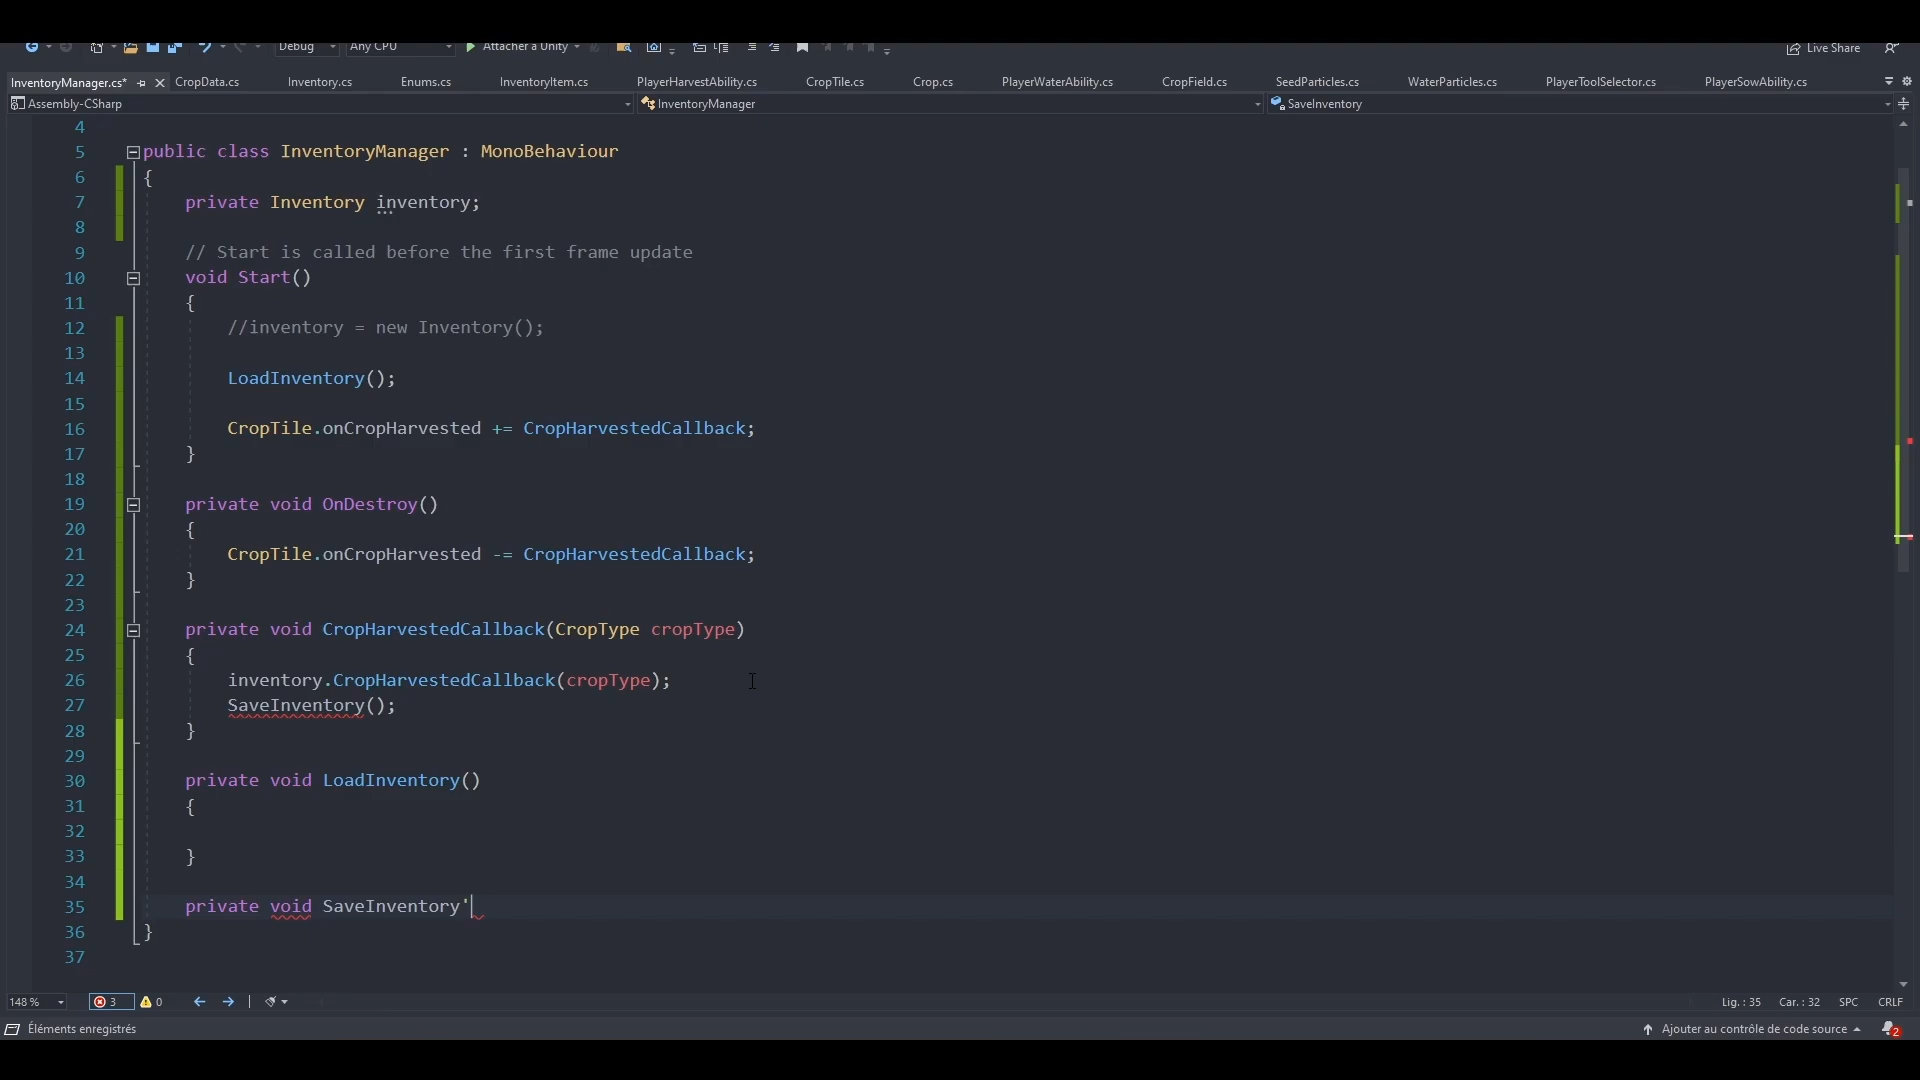 Debug Any CPU Attacher à Unity Live Share
InventoryManager.cs* CropData.cs Inventory.cs Enums.cs InventoryItem.cs PlayerHarvestAbility.cs CropTile.cs Crop.cs PlayerWaterAbility.cs CropField.cs SeedParticles.cs WaterParticles.cs PlayerToolSelector.cs PlayerSowAbility.cs
Assembly-CSharp InventoryManager SaveInventory
4
5 public class InventoryManager : MonoBehaviour
6 {
7 private Inventory inventory;
8
9 // Start is called before the first frame update
10 void Start()
11 {
12 //inventory = new Inventory();
13
14 LoadInventory();
15
16 CropTile.onCropHarvested += CropHarvestedCallback;
17 }
18
19 private void OnDestroy()
20 {
21 CropTile.onCropHarvested -= CropHarvestedCallback;
22 }
23
24 private void CropHarvestedCallback(CropType cropType)
25 {
26 inventory.CropHarvestedCallback(cropType);
27 SaveInventory();
28 }
29
30 private void LoadInventory()
31 {
32
33 }
34
35 private void SaveInventory'
36 }
37
148 % 3 0 Lig. : 35 Car. : 32 SPC CRLF
Éléments enregistrés Ajouter au contrôle de code source 2